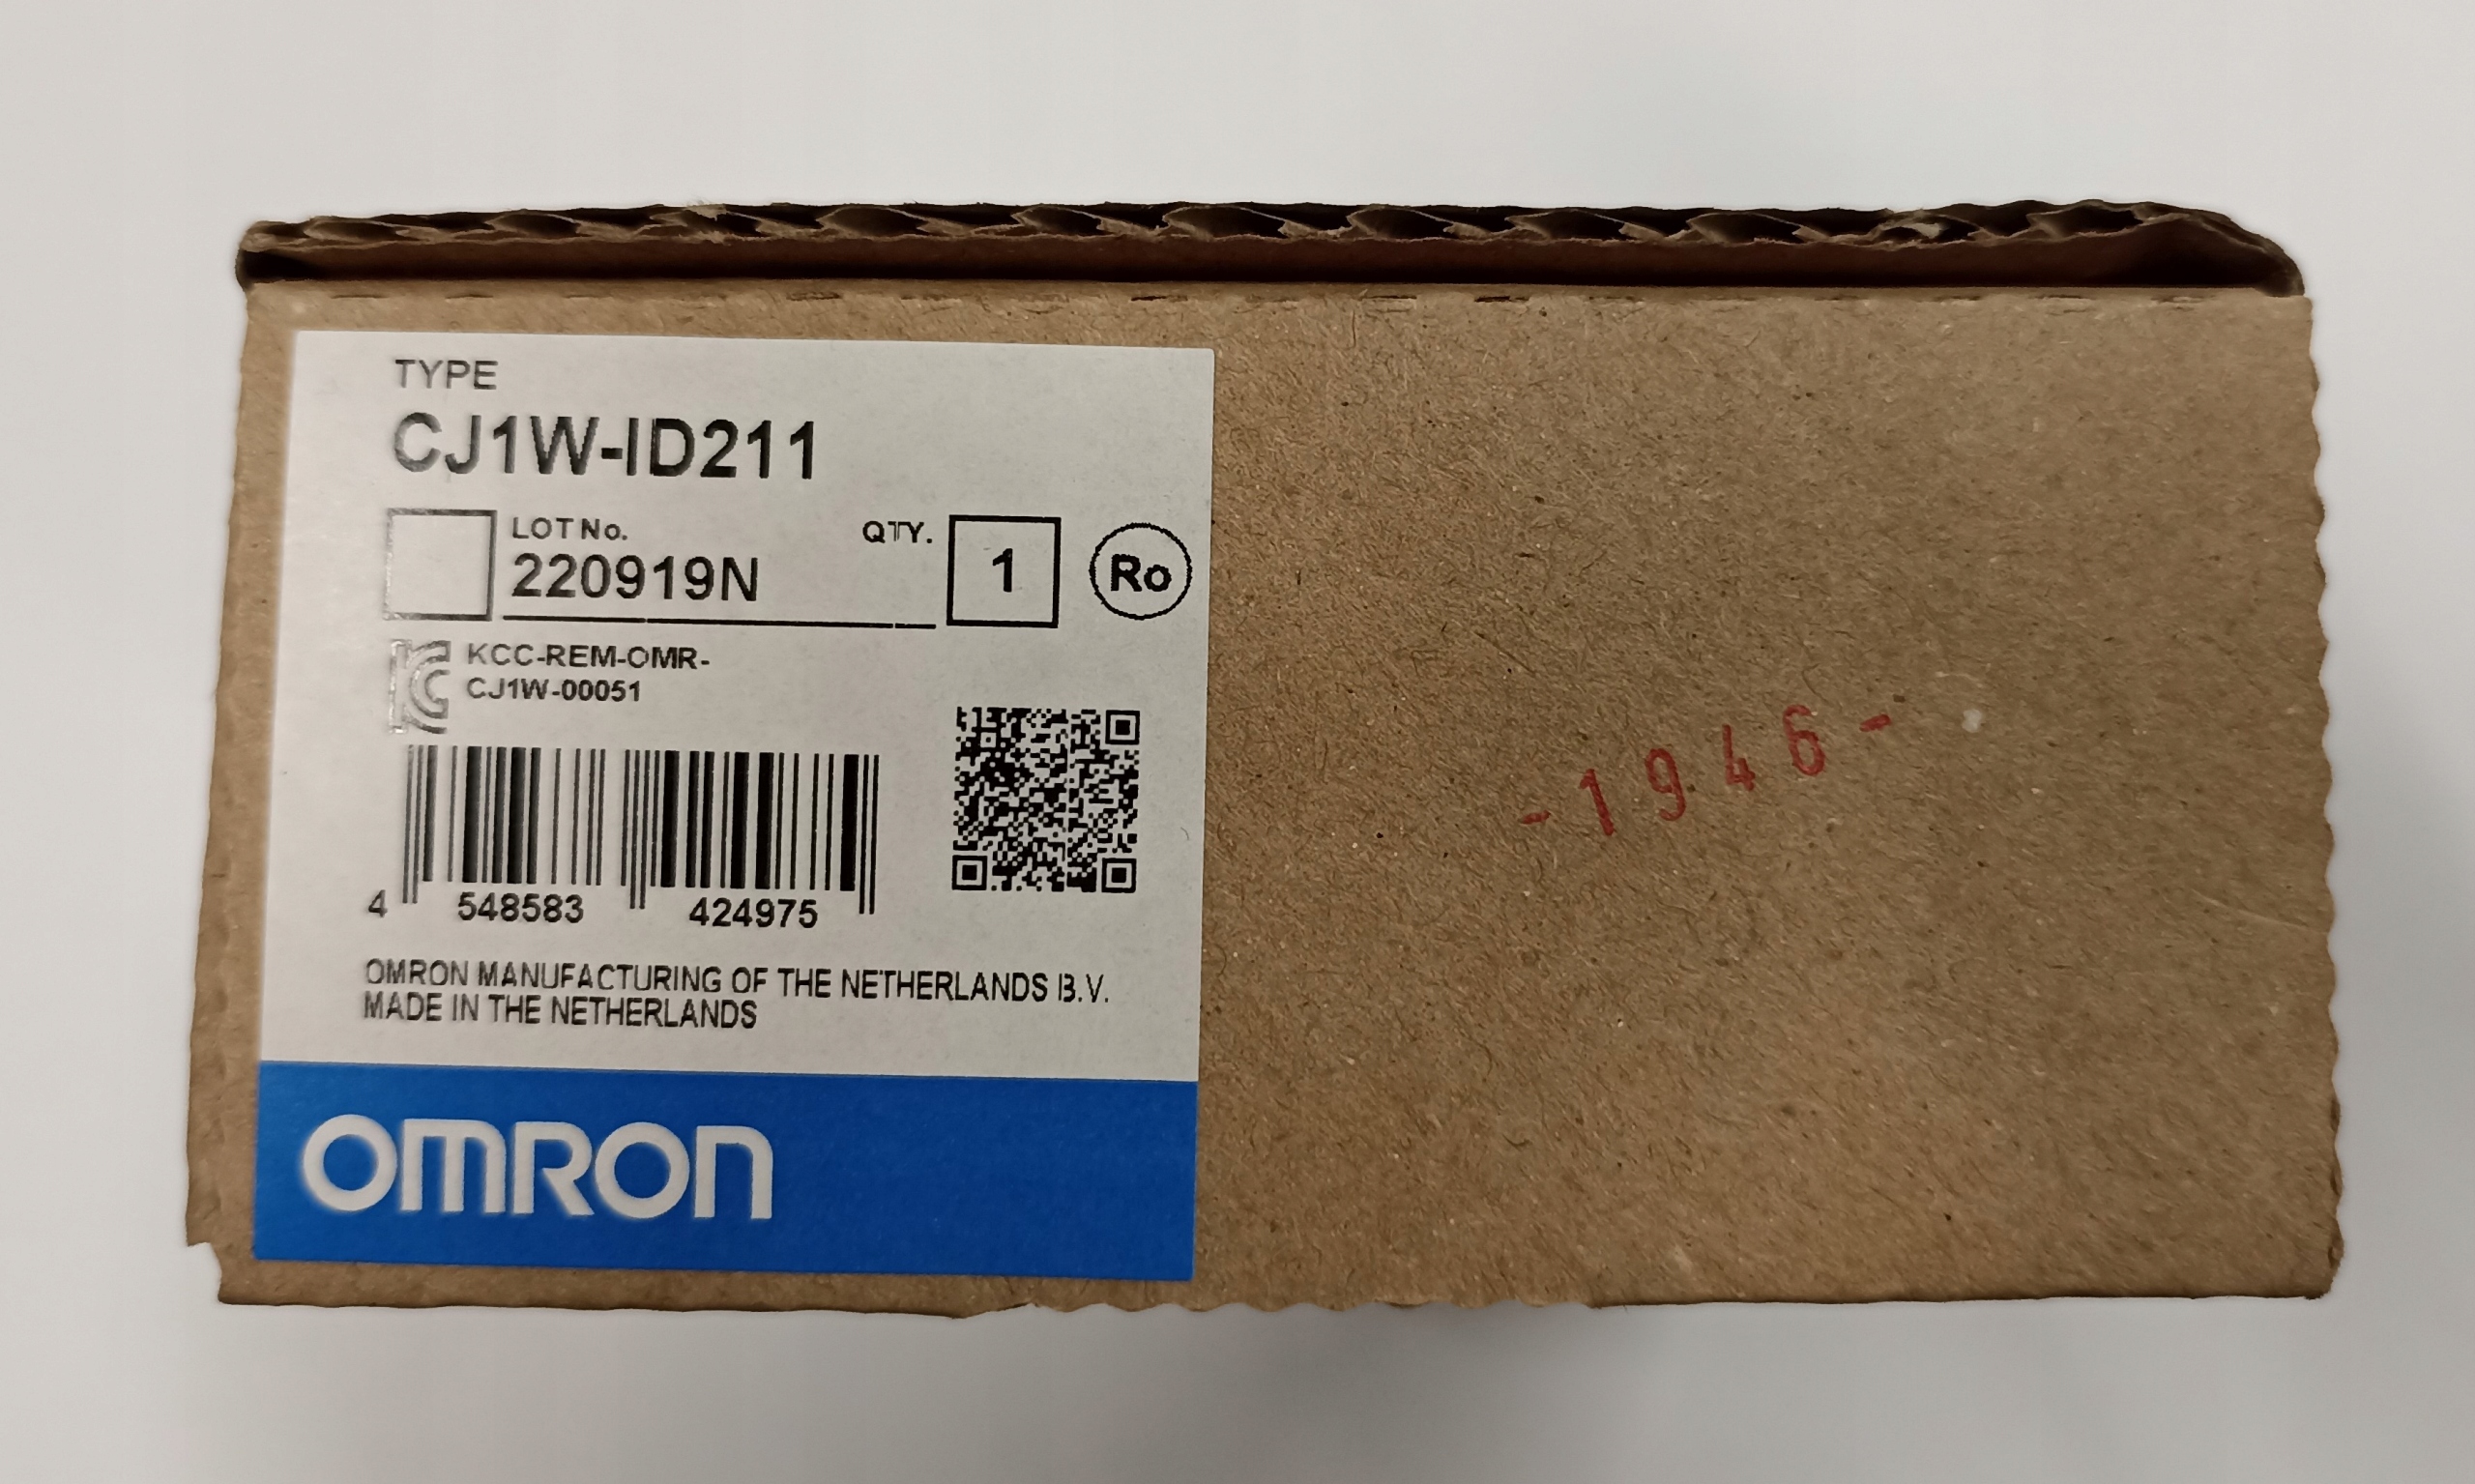 TYPE
CJ1W-ID211
LOT No.
220919N
QTY.
1
Ro
KCC-REM-OMR-
CJ1W-00051
4 548583 424975
OMRON MANUFACTURING OF THE NETHERLANDS B.V.
MADE IN THE NETHERLANDS
OMRON
-1946-